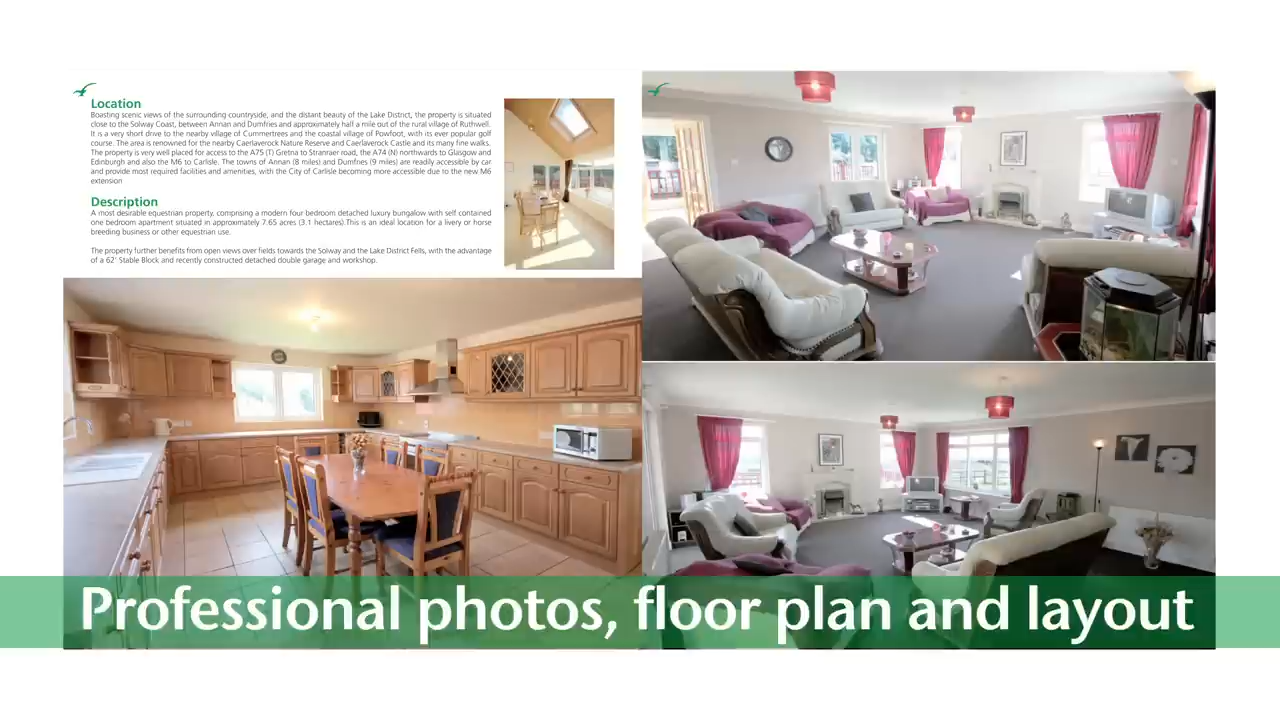 Location
Boasting scenic views of the surrounding countryside, and the distant beauty of the Lake District, the property is situated
close to the Solway Coast, between Annan and Dumfries and approximately half a mile out of the rural village of Ruthwell.
It is a very short drive to the nearby village of Cummertrees and the coastal village of Powfoot, with its ever popular golf
course. The area is renowned for the nearby Caerlaverock Nature Reserve and Caerlaverock Castle and its many fine walks.
The property is very well placed for access to the A75 (T) Gretna to Stranraer road, the A74 (N) northwards to Glasgow and
Edinburgh and also the M6 to Carlisle. The towns of Annan (8 miles) and Dumfries (9 miles) are readily accessible by car
and provide most required facilities and amenities, with the City of Carlisle becoming more accessible due to the new M6
extension
Description
A most desirable equestrian property, comprising a modern four bedroom detached luxury bungalow with self contained
one bedroom apartment situated in approximately 7.65 acres (3.1 hectares).This is an ideal location for a livery or horse
breeding business or other equestrian use.
The property further benefits from open views over fields towards the Solway and the Lake District Fells, with the advantage
of a 62' Stable Block and recently constructed detached double garage and workshop.
Professional photos, floor plan and layout